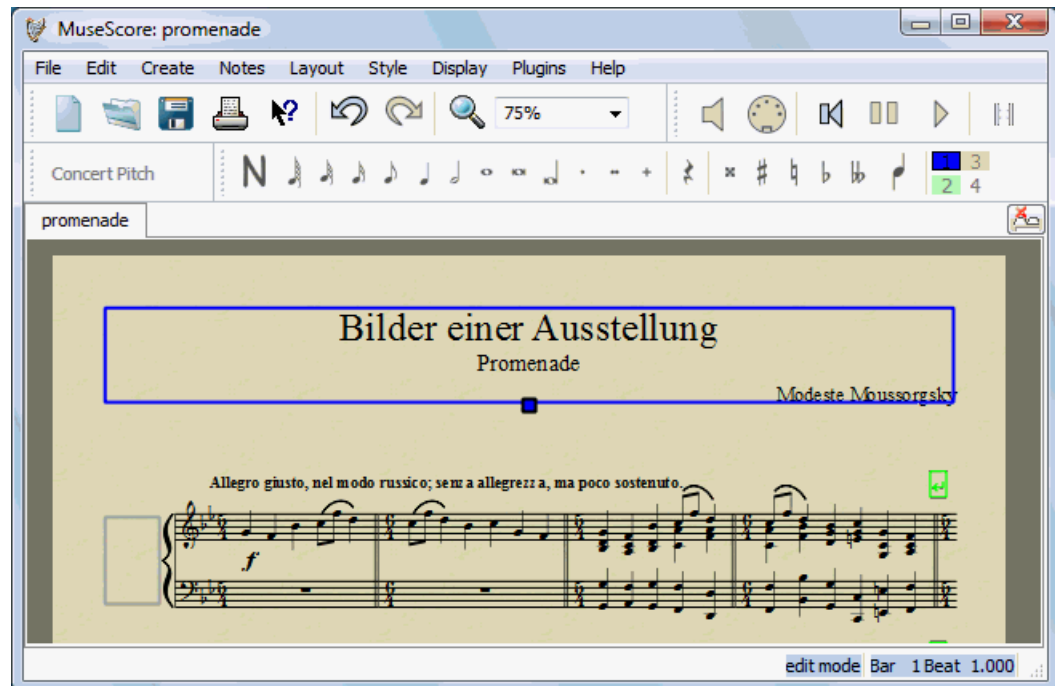 MuseScore: promenade
File Edit Create Notes Layout Style Display Plugins Help
75%
Concert Pitch
1 3
2 4
promenade
Bilder einer Ausstellung
Promenade
Modeste Moussorgsky
Allegro giusto, nel modo russico; senza allegrezza, ma poco sostenuto.
f
edit mode Bar 1 Beat 1.000